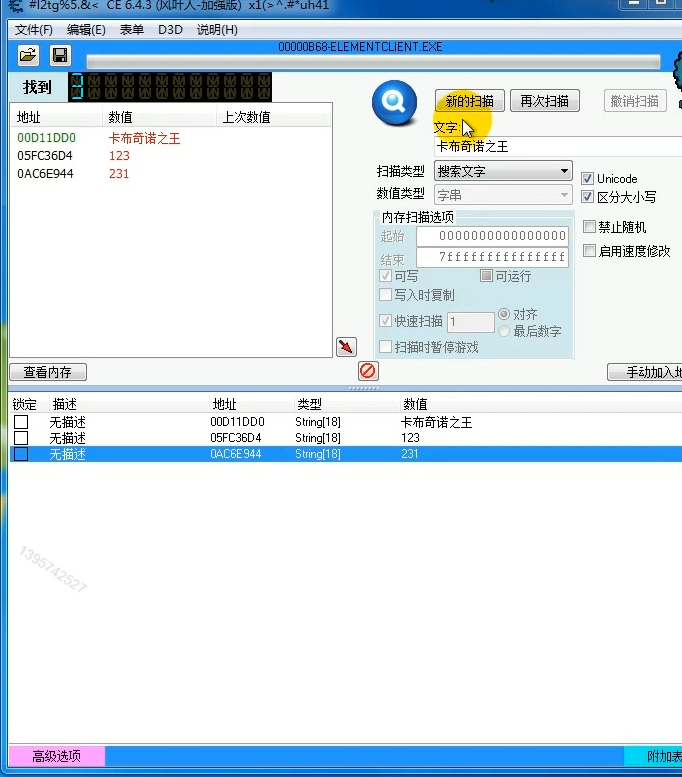 #l2tg%5.&< CE 6.4.3 (风叶人-加强版) x1(>^.#*uh41
文件(F) 编辑(E) 表单 D3D 说明(H)
00000B68-ELEMENTCLIENT.EXE
找到
3
地址 数值 上次数值
00D11DD0 卡布奇诺之王
05FC36D4 123
0AC6E944 231
新的扫描 再次扫描 撤销扫描
文字:
卡布奇诺之王
扫描类型 搜索文字
数值类型 字串
Unicode
区分大小写
内存扫描选项
起始 0000000000000000
结束 7fffffffffffffff
可写 可运行
写入时复制
快速扫描 1 对齐
最后数字
扫描时暂停游戏
禁止随机
启用速度修改
查看内存
手动加入地
锁定 描述 地址 类型 数值
无描述 00D11DD0 String[18] 卡布奇诺之王
无描述 05FC36D4 String[18] 123
无描述 0AC6E944 String[18] 231
1395742527
高级选项
附加表